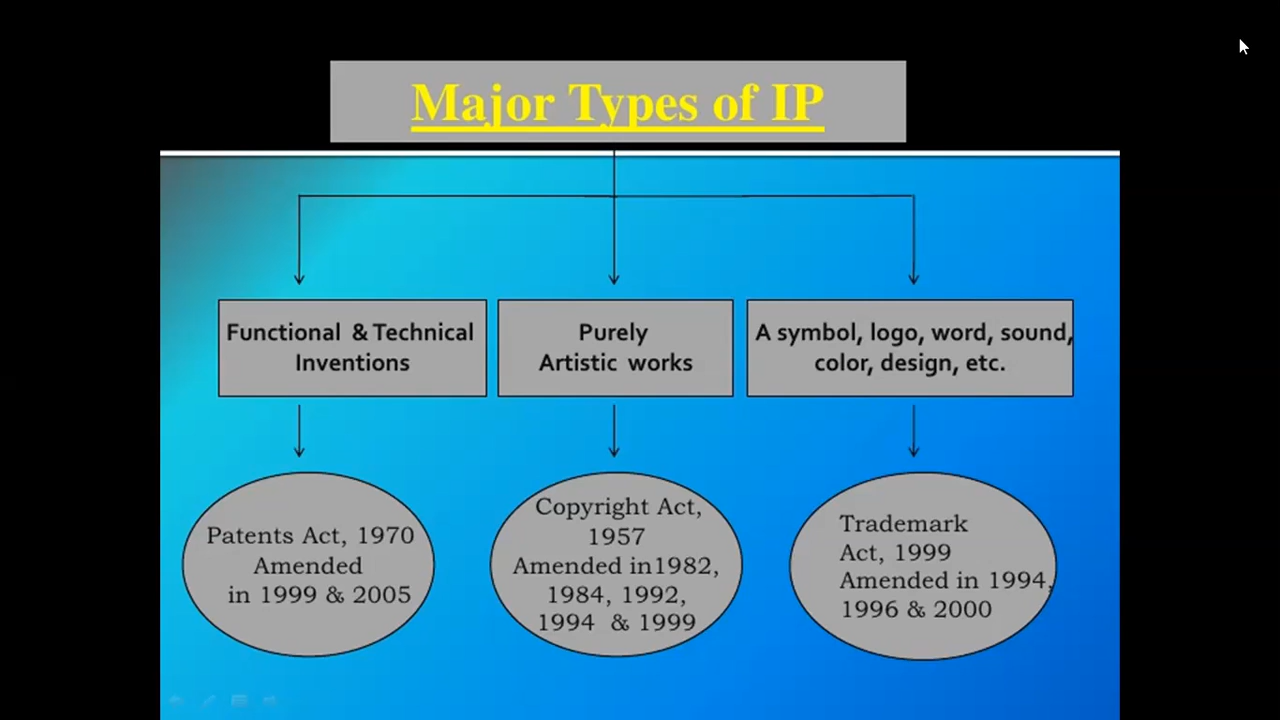 Major Types of IP
Functional & Technical
Inventions
Purely
Artistic works
A symbol, logo, word, sound,
color, design, etc.
Patents Act, 1970
Amended
in 1999 & 2005
Copyright Act,
1957
Amended in1982,
1984, 1992,
1994 & 1999
Trademark
Act, 1999
Amended in 1994,
1996 & 2000